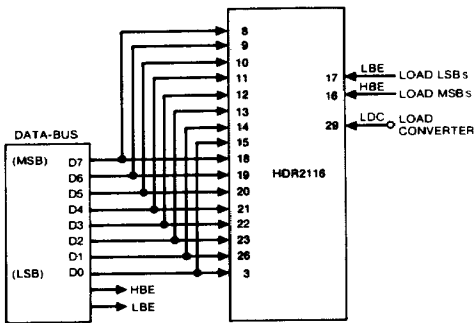 8
9
10
11
12
13
14
15
18
19
20
21
22
23
26
3
HDR2116
17 LBE LOAD LSBs
16 HBE LOAD MSBs
29 LDC LOAD CONVERTER
DATA-BUS
(MSB) D7
D6
D5
D4
D3
D2
D1
(LSB) D0
HBE
LBE